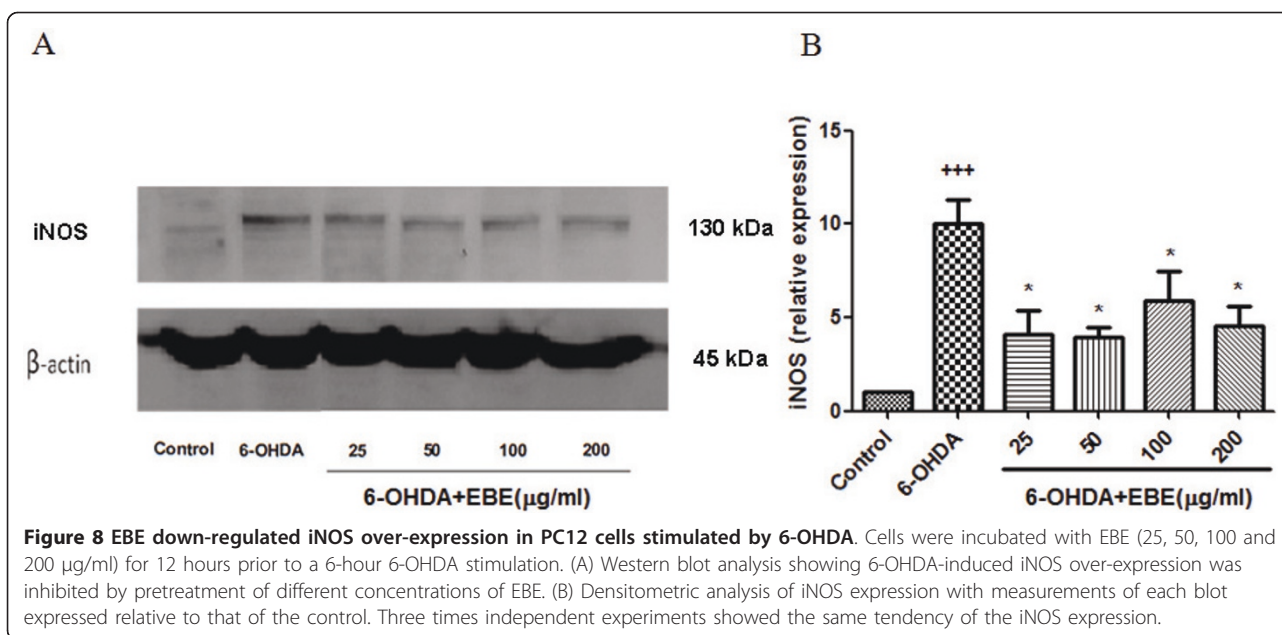 A
iNOS
130 kDa
β-actin
45 kDa
Control 6-OHDA 25 50 100 200
6-OHDA+EBE(μg/ml)
B
iNOS (relative expression)
15
10
5
0
+++
*
*
*
*
Control 6-OHDA 25 50 100 200
6-OHDA+EBE(μg/ml)
Figure 8 EBE down-regulated iNOS over-expression in PC12 cells stimulated by 6-OHDA. Cells were incubated with EBE (25, 50, 100 and
200 μg/ml) for 12 hours prior to a 6-hour 6-OHDA stimulation. (A) Western blot analysis showing 6-OHDA-induced iNOS over-expression was
inhibited by pretreatment of different concentrations of EBE. (B) Densitometric analysis of iNOS expression with measurements of each blot
expressed relative to that of the control. Three times independent experiments showed the same tendency of the iNOS expression.